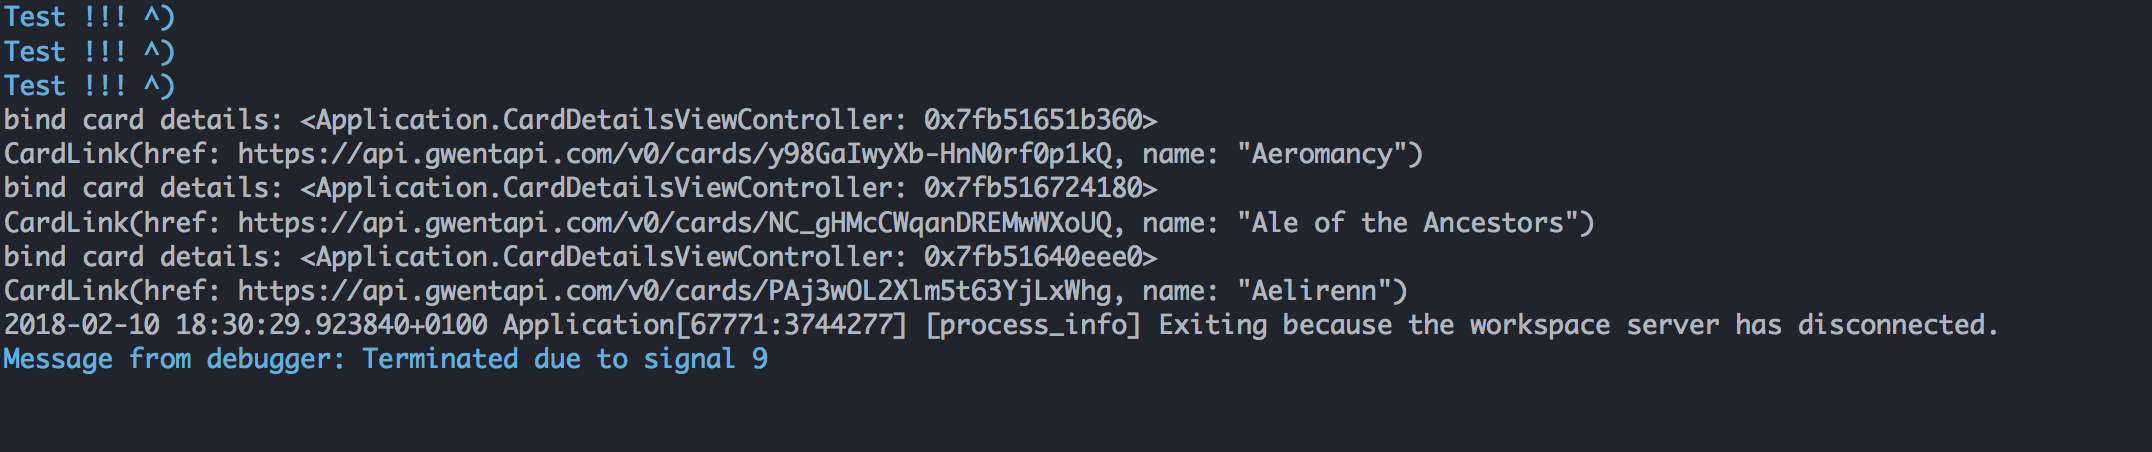 Test !!! ^)
Test !!! ^)
Test !!! ^)
bind card details: <Application.CardDetailsViewController: 0x7fb51651b360>
CardLink(href: https://api.gwentapi.com/v0/cards/y98GaIwyXb-HnN0rf0p1kQ, name: "Aeromancy")
bind card details: <Application.CardDetailsViewController: 0x7fb516724180>
CardLink(href: https://api.gwentapi.com/v0/cards/NC_gHMcCWqanDREMwWXoUQ, name: "Ale of the Ancestors")
bind card details: <Application.CardDetailsViewController: 0x7fb51640eee0>
CardLink(href: https://api.gwentapi.com/v0/cards/PAj3wOL2Xlm5t63YjLxWhg, name: "Aelirenn")
2018-02-10 18:30:29.923840+0100 Application[67771:3744277] [process_info] Exiting because the workspace server has disconnected.
Message from debugger: Terminated due to signal 9